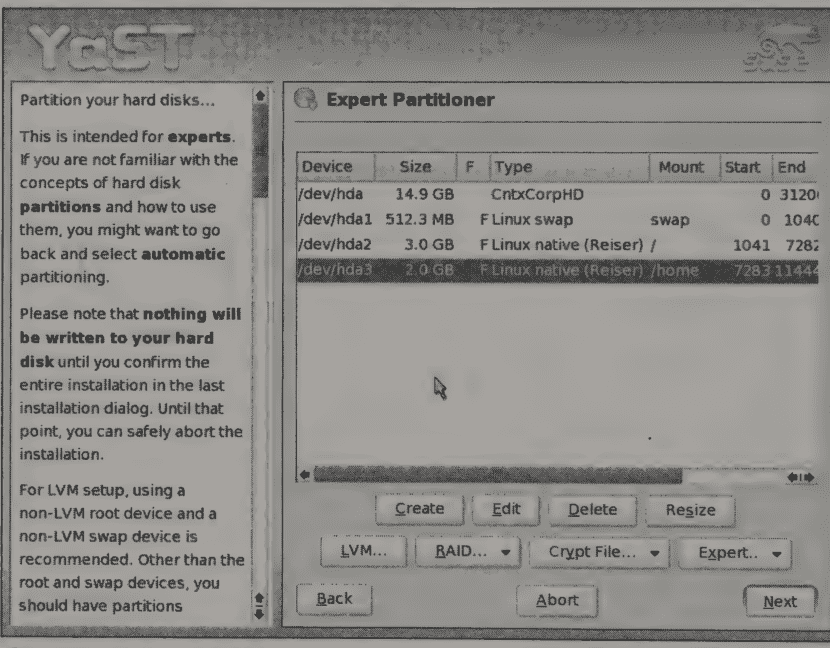 YaST
SuSE
Partition your hard disks...
This is intended for experts.
If you are not familiar with the
concepts of hard disk
partitions and how to use
them, you might want to go
back and select automatic
partitioning.
Please note that nothing will
be written to your hard
disk until you confirm the
entire installation in the last
installation dialog. Until that
point, you can safely abort the
installation.
For LVM setup, using a
non-LVM root device and a
non-LVM swap device is
recommended. Other than the
root and swap devices, you
should have partitions
Expert Partitioner
Device Size F Type Mount Start End
/dev/hda 14.9 GB CntxCorpHD 0 3120
/dev/hda1 512.3 MB F Linux swap swap 0 1040
/dev/hda2 3.0 GB F Linux native (Reiser) / 1041 7282
/dev/hda3 2.0 GB F Linux native (Reiser) /home 7283 11444
Create Edit Delete Resize
LVM... RAID... Crypt File... Expert..
Back Abort Next